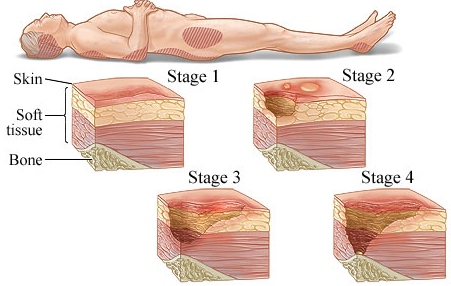 Stage 1
Stage 2
Skin
Soft
tissue
Bone
Stage 3
Stage 4